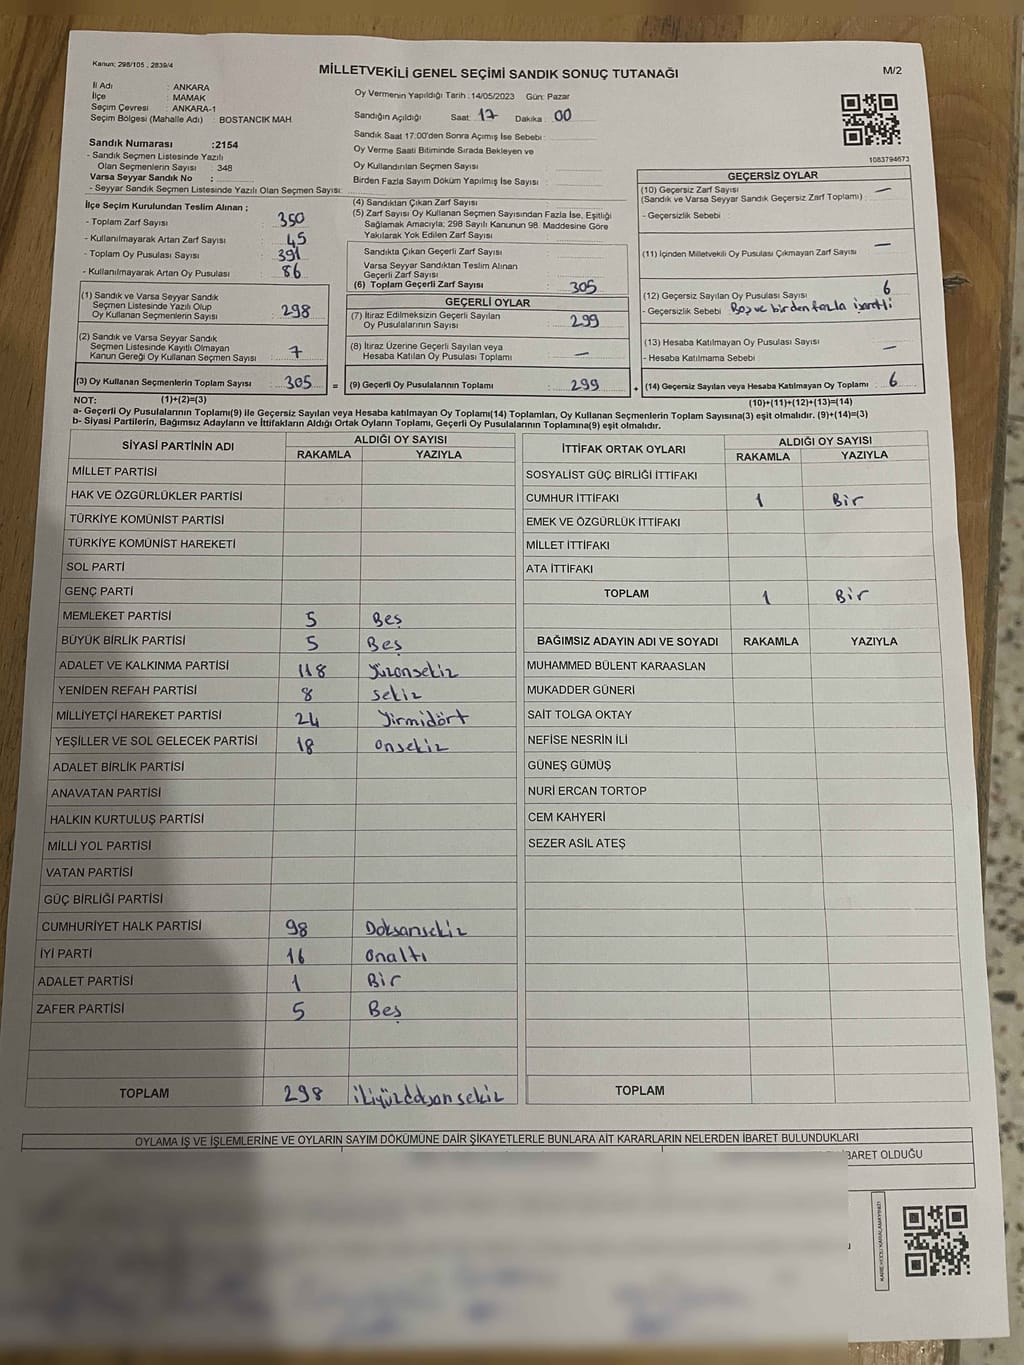 Kanun; 298/105 , 2839/4
MİLLETVEKİLİ GENEL SEÇİMİ SANDIK SONUÇ TUTANAĞI
M/2
İl Adı : ANKARA
İlçe : MAMAK
Seçim Çevresi : ANKARA-1
Seçim Bölgesi (Mahalle Adı) : BOSTANCIK MAH.
Sandık Numarası :2154
- Sandık Seçmen Listesinde Yazılı
Olan Seçmenlerin Sayısı : 348
Varsa Seyyar Sandık No :
- Seyyar Sandık Seçmen Listesinde Yazılı Olan Seçmen Sayısı:
Oy Vermenin Yapıldığı Tarih : 14/05/2023 Gün: Pazar
Sandığın Açıldığı Saat: 17 Dakika: 00
Sandık Saat 17:00'den Sonra Açımış İse Sebebi :
Oy Verme Saati Bitiminde Sırada Bekleyen ve
Oy Kullandırılan Seçmen Sayısı :
Birden Fazla Sayım Döküm Yapılmış İse Sayısı :
1083794673
İlçe Seçim Kurulundan Teslim Alınan ;
- Toplam Zarf Sayısı : 350
- Kullanılmayarak Artan Zarf Sayısı : 45
- Toplam Oy Pusulası Sayısı : 391
- Kullanılmayarak Artan Oy Pusulası : 86
(1) Sandık ve Varsa Seyyar Sandık
Seçmen Listesinde Yazılı Olup
Oy Kullanan Seçmenlerin Sayısı : 298
(2) Sandık ve Varsa Seyyar Sandık
Seçmen Listesinde Kayıtlı Olmayan
Kanun Gereği Oy Kullanan Seçmen Sayısı : 7
(3) Oy Kullanan Seçmenlerin Toplam Sayısı : 305
(4) Sandıktan Çıkan Zarf Sayısı :
(5) Zarf Sayısı Oy Kullanan Seçmen Sayısından Fazla İse, Eşitliği
Sağlamak Amacıyla; 298 Sayılı Kanunun 98. Maddesine Göre
Yakılarak Yok Edilen Zarf Sayısı :
Sandıkta Çıkan Geçerli Zarf Sayısı :
Varsa Seyyar Sandıktan Teslim Alınan
Geçerli Zarf Sayısı :
(6) Toplam Geçerli Zarf Sayısı : 305
GEÇERLİ OYLAR
(7) İtiraz Edilmeksizin Geçerli Sayılan
Oy Pusulalarının Sayısı : 299
(8) İtiraz Üzerine Geçerli Sayılan veya
Hesaba Katılan Oy Pusulası Toplamı : —
= (9) Geçerli Oy Pusulalarının Toplamı : 299
GEÇERSİZ OYLAR
(10) Geçersiz Zarf Sayısı : —
(Sandık ve Varsa Seyyar Sandık Geçersiz Zarf Toplamı)
- Geçersizlik Sebebi :
(11) İçinden Milletvekili Oy Pusulası Çıkmayan Zarf Sayısı : —
(12) Geçersiz Sayılan Oy Pusulası Sayısı : 6
- Geçersizlik Sebebi : Boş ve birden fazla işaretli
(13) Hesaba Katılmayan Oy Pusulası Sayısı : —
- Hesaba Katılmama Sebebi :
+ (14) Geçersiz Sayılan veya Hesaba Katılmayan Oy Toplamı : 6
NOT: (1)+(2)=(3)
(10)+(11)+(12)+(13)=(14)
a- Geçerli Oy Pusulalarının Toplamı(9) ile Geçersiz Sayılan veya Hesaba katılmayan Oy Toplamı(14) Toplamları, Oy Kullanan Seçmenlerin Toplam Sayısına(3) eşit olmalıdır. (9)+(14)=(3)
b- Siyasi Partilerin, Bağımsız Adayların ve İttifakların Aldığı Ortak Oyların Toplamı, Geçerli Oy Pusulalarının Toplamına(9) eşit olmalıdır.
SİYASİ PARTİNİN ADI ALDIĞI OY SAYISI
RAKAMLA YAZIYLA
MİLLET PARTİSİ
HAK VE ÖZGÜRLÜKLER PARTİSİ
TÜRKİYE KOMÜNİST PARTİSİ
TÜRKİYE KOMÜNİST HAREKETİ
SOL PARTİ
GENÇ PARTİ
MEMLEKET PARTİSİ 5 Beş
BÜYÜK BİRLİK PARTİSİ 5 Beş
ADALET VE KALKINMA PARTİSİ 118 Yüzonsekiz
YENİDEN REFAH PARTİSİ 8 sekiz
MİLLİYETÇİ HAREKET PARTİSİ 24 Yirmidört
YEŞİLLER VE SOL GELECEK PARTİSİ 18 onsekiz
ADALET BİRLİK PARTİSİ
ANAVATAN PARTİSİ
HALKIN KURTULUŞ PARTİSİ
MİLLİ YOL PARTİSİ
VATAN PARTİSİ
GÜÇ BİRLİĞİ PARTİSİ
CUMHURİYET HALK PARTİSİ 98 Doksansekiz
İYİ PARTİ 16 onaltı
ADALET PARTİSİ 1 Bir
ZAFER PARTİSİ 5 Beş
TOPLAM 298 ikiyüzdoksansekiz
İTTİFAK ORTAK OYLARI ALDIĞI OY SAYISI
RAKAMLA YAZIYLA
SOSYALİST GÜÇ BİRLİĞİ İTTİFAKI
CUMHUR İTTİFAKI 1 Bir
EMEK VE ÖZGÜRLÜK İTTİFAKI
MİLLET İTTİFAKI
ATA İTTİFAKI
TOPLAM 1 Bir
BAĞIMSIZ ADAYIN ADI VE SOYADI RAKAMLA YAZIYLA
MUHAMMED BÜLENT KARAASLAN
MUKADDER GÜNERİ
SAİT TOLGA OKTAY
NEFİSE NESRİN İLİ
GÜNEŞ GÜMÜŞ
NURİ ERCAN TORTOP
CEM KAHYERİ
SEZER ASİL ATEŞ
TOPLAM
OYLAMA İŞ VE İŞLEMLERİNE VE OYLARIN SAYIM DÖKÜMÜNE DAİR ŞİKAYETLERLE BUNLARA AİT KARARLARIN NELERDEN İBARET BULUNDUKLARI
İBARET OLDUĞU
KAREKODU KARALAMAYINIZ!